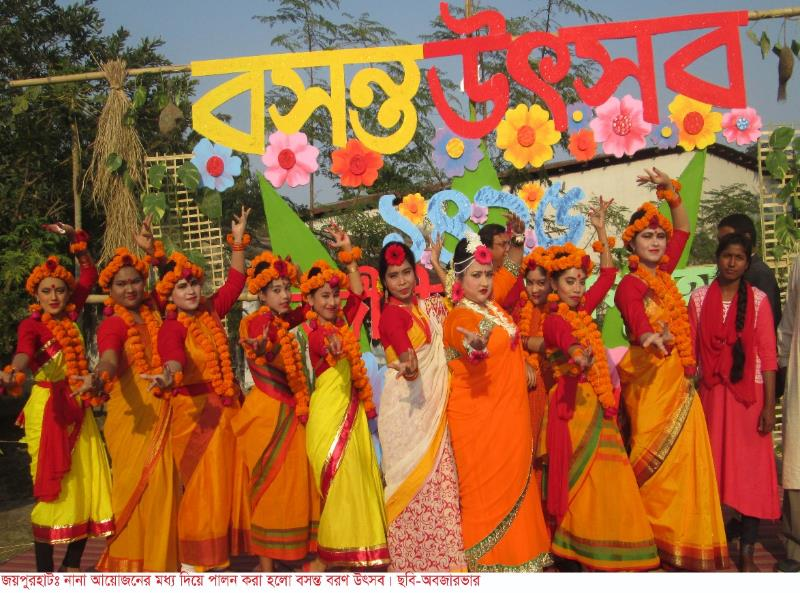 বসন্ত উৎসব
জয়পুরহাটঃ নানা আয়োজনের মধ্য দিয়ে পালন করা হলো বসন্ত বরণ উৎসব। ছবি-অবজারভার